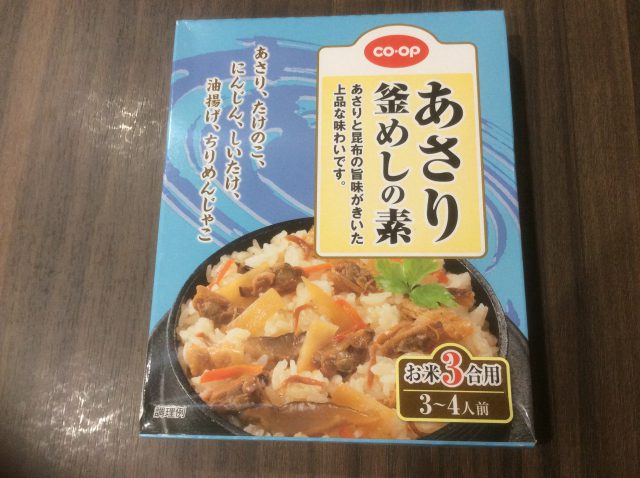 co·op
あさり
釜めしの素
あさりと昆布の旨味がきいた
上品な味わいです。
あさり、たけのこ、
にんじん、しいたけ、
油揚げ、ちりめんじゃこ
お米3合用
3~4人前
調理例